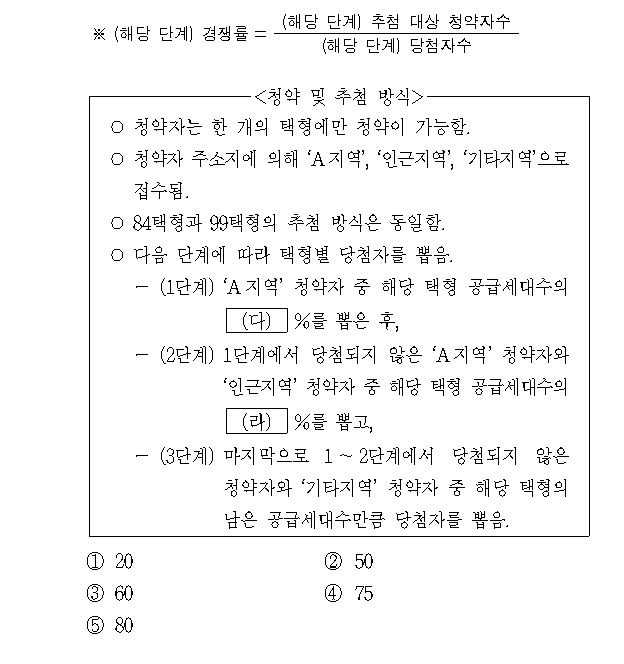 ※ (해당 단계) 경쟁률 = (해당 단계) 추첨 대상 청약자수 / (해당 단계) 당첨자수
<청약 및 추첨 방식>
○ 청약자는 한 개의 택형에만 청약이 가능함.
○ 청약자 주소지에 의해 ‘A지역’, ‘인근지역’, ‘기타지역’으로
접수됨.
○ 84택형과 99택형의 추첨 방식은 동일함.
○ 다음 단계에 따라 택형별 당첨자를 뽑음.
－ (1단계) ‘A지역’ 청약자 중 해당 택형 공급세대수의
(다) %를 뽑은 후,
－ (2단계) 1단계에서 당첨되지 않은 ‘A지역’ 청약자와
‘인근지역’ 청약자 중 해당 택형 공급세대수의
(라) %를 뽑고,
－ (3단계) 마지막으로 1～2단계에서 당첨되지 않은
청약자와 ‘기타지역’ 청약자 중 해당 택형의
남은 공급세대수만큼 당첨자를 뽑음.
① 20 ② 50
③ 60 ④ 75
⑤ 80